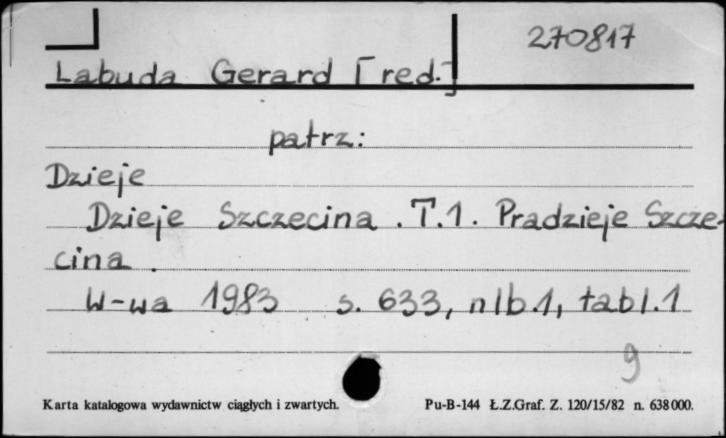 270817
Labuda Gerard [red.]
patrz:
Dzieje
Dzieje Szczecina. T.1. Pradzieje Szcze-
cina.
W-wa 1983 s. 633, nlb.1, tabl.1
9
Karta katalogowa wydawnictw ciągłych i zwartych. Pu-B-144 Ł.Z.Graf. Z. 120/15/82 n. 638000.